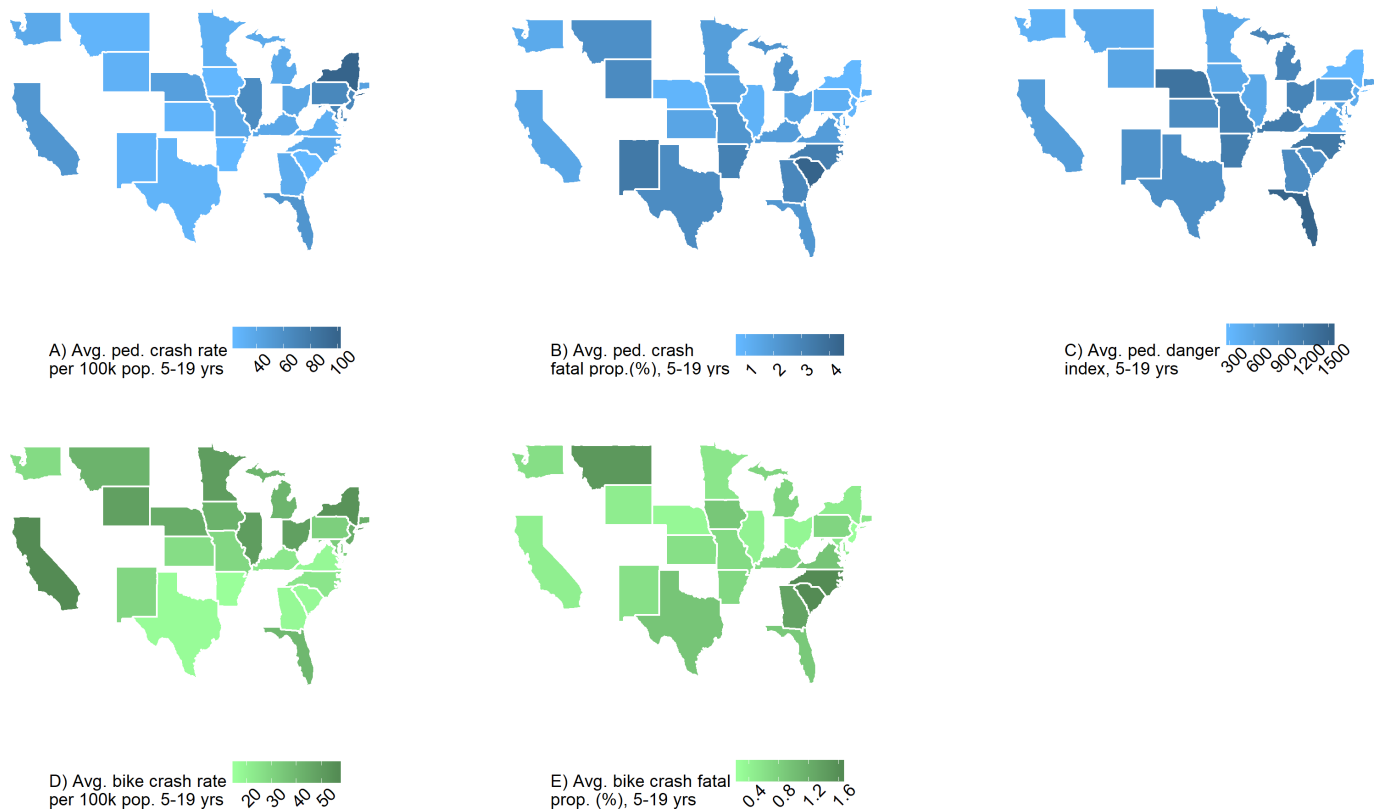 A) Avg. ped. crash rate
per 100k pop. 5-19 yrs
40 60 80 100
B) Avg. ped. crash
fatal prop.(%), 5-19 yrs
1 2 3 4
C) Avg. ped. danger
index, 5-19 yrs
300 600 900 1200 1500
D) Avg. bike crash rate
per 100k pop. 5-19 yrs
20 30 40 50
E) Avg. bike crash fatal
prop. (%), 5-19 yrs
0.4 0.8 1.2 1.6